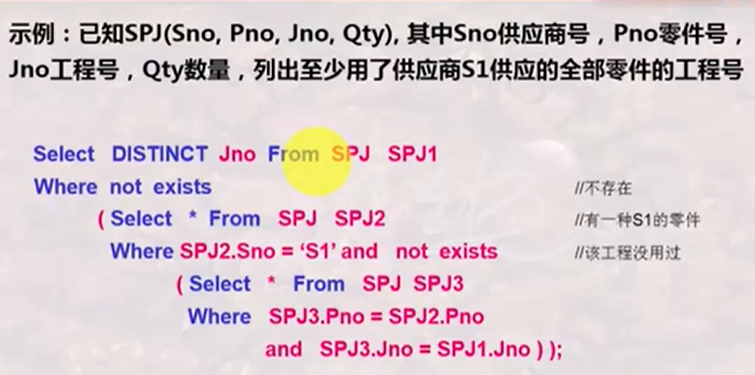 示例：已知SPJ(Sno, Pno, Jno, Qty), 其中Sno供应商号，Pno零件号，
Jno工程号，Qty数量，列出至少用了供应商S1供应的全部零件的工程号
Select DISTINCT Jno From SPJ SPJ1
Where not exists //不存在
( Select * From SPJ SPJ2 //有一种S1的零件
Where SPJ2.Sno = ‘S1’ and not exists //该工程没用过
( Select * From SPJ SPJ3
Where SPJ3.Pno = SPJ2.Pno
and SPJ3.Jno = SPJ1.Jno ) );